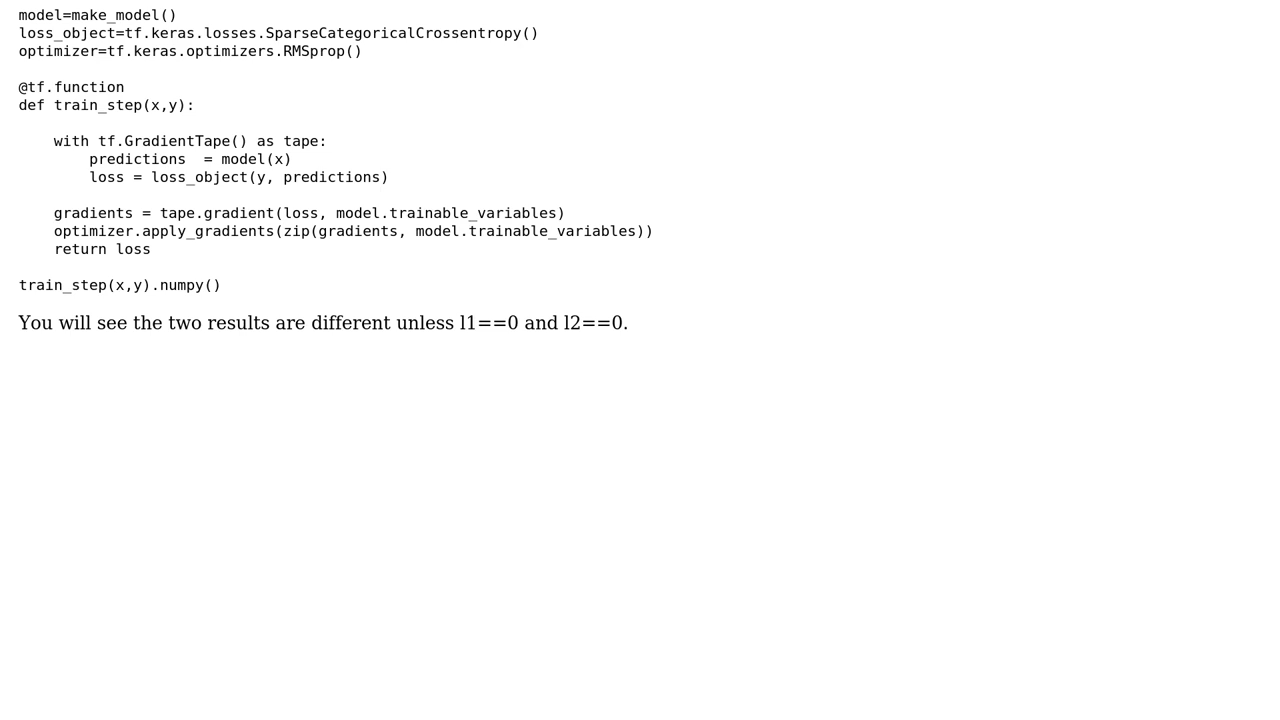 model=make_model()
loss_object=tf.keras.losses.SparseCategoricalCrossentropy()
optimizer=tf.keras.optimizers.RMSprop()

@tf.function
def train_step(x,y):

    with tf.GradientTape() as tape:
        predictions  = model(x)
        loss = loss_object(y, predictions)

    gradients = tape.gradient(loss, model.trainable_variables)
    optimizer.apply_gradients(zip(gradients, model.trainable_variables))
    return loss

train_step(x,y).numpy()

You will see the two results are different unless l1==0 and l2==0.